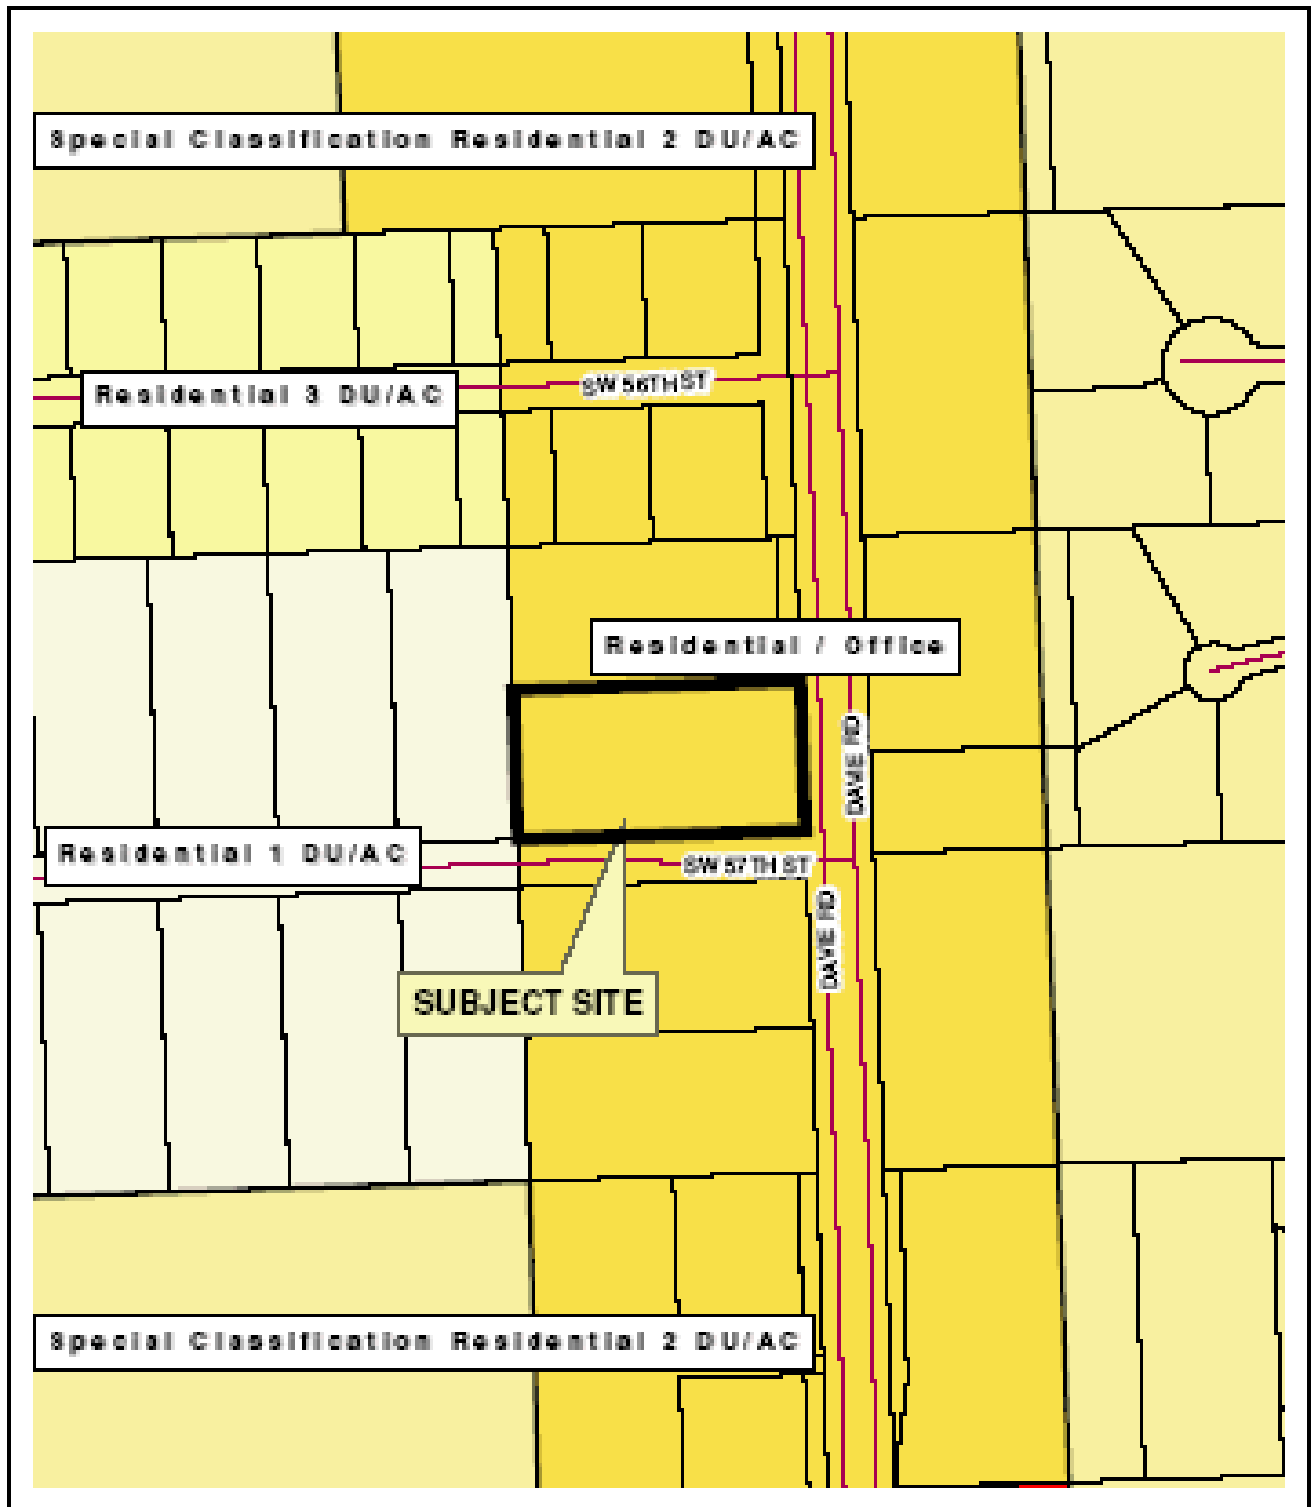 Special Classification Residential 2 DU/AC
SW 56TH ST
Residential 3 DU/AC
Residential / Office
DAVIE RD
Residential 1 DU/AC
SW 57TH ST
DAVIE RD
SUBJECT SITE
Special Classification Residential 2 DU/AC